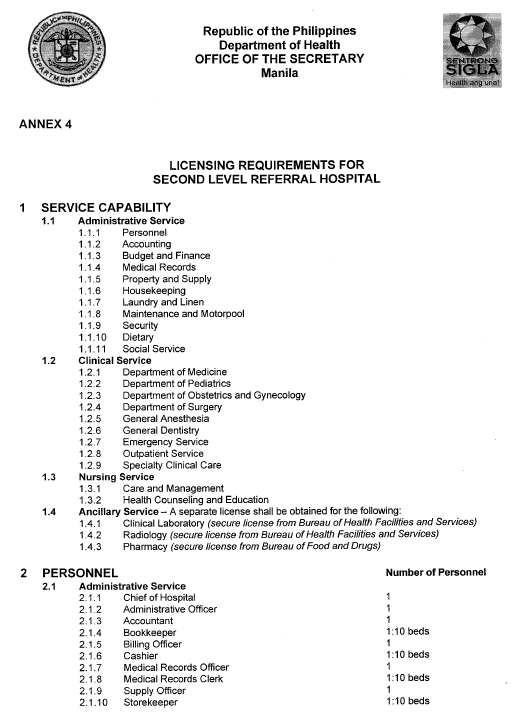 REPUBLIC OF THE PHILIPPINES
DEPARTMENT OF HEALTH
Republic of the Philippines
Department of Health
OFFICE OF THE SECRETARY
Manila
SENTRONG
SIGLA
Health ang una!
ANNEX 4
LICENSING REQUIREMENTS FOR
SECOND LEVEL REFERRAL HOSPITAL
1 SERVICE CAPABILITY
1.1 Administrative Service
1.1.1 Personnel
1.1.2 Accounting
1.1.3 Budget and Finance
1.1.4 Medical Records
1.1.5 Property and Supply
1.1.6 Housekeeping
1.1.7 Laundry and Linen
1.1.8 Maintenance and Motorpool
1.1.9 Security
1.1.10 Dietary
1.1.11 Social Service
1.2 Clinical Service
1.2.1 Department of Medicine
1.2.2 Department of Pediatrics
1.2.3 Department of Obstetrics and Gynecology
1.2.4 Department of Surgery
1.2.5 General Anesthesia
1.2.6 General Dentistry
1.2.7 Emergency Service
1.2.8 Outpatient Service
1.2.9 Specialty Clinical Care
1.3 Nursing Service
1.3.1 Care and Management
1.3.2 Health Counseling and Education
1.4 Ancillary Service – A separate license shall be obtained for the following:
1.4.1 Clinical Laboratory (secure license from Bureau of Health Facilities and Services)
1.4.2 Radiology (secure license from Bureau of Health Facilities and Services)
1.4.3 Pharmacy (secure license from Bureau of Food and Drugs)
2 PERSONNEL Number of Personnel
2.1 Administrative Service
2.1.1 Chief of Hospital 1
2.1.2 Administrative Officer 1
2.1.3 Accountant 1
2.1.4 Bookkeeper 1:10 beds
2.1.5 Billing Officer 1
2.1.6 Cashier 1:10 beds
2.1.7 Medical Records Officer 1
2.1.8 Medical Records Clerk 1:10 beds
2.1.9 Supply Officer 1
2.1.10 Storekeeper 1:10 beds